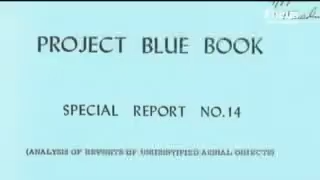 PROJECT BLUE BOOK
SPECIAL REPORT NO.14
(ANALYSIS OF REPORTS OF UNIDENTIFIED AERIAL OBJECTS)